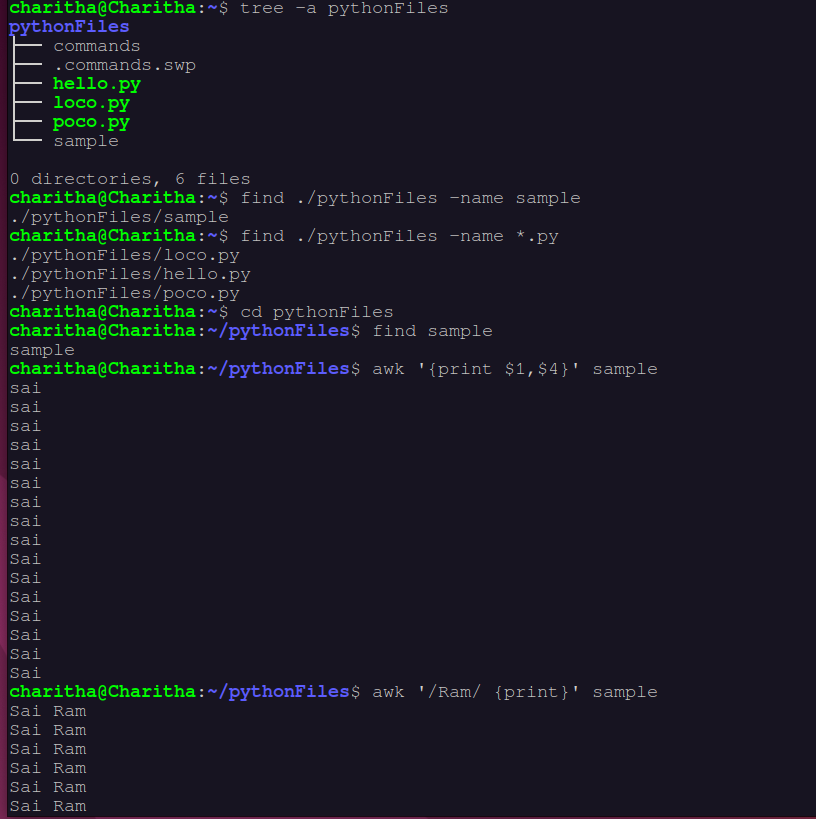 charitha@Charitha:~$ tree -a pythonFiles
pythonFiles
├── commands
├── .commands.swp
├── hello.py
├── loco.py
├── poco.py
└── sample

0 directories, 6 files
charitha@Charitha:~$ find ./pythonFiles -name sample
./pythonFiles/sample
charitha@Charitha:~$ find ./pythonFiles -name *.py
./pythonFiles/loco.py
./pythonFiles/hello.py
./pythonFiles/poco.py
charitha@Charitha:~$ cd pythonFiles
charitha@Charitha:~/pythonFiles$ find sample
sample
charitha@Charitha:~/pythonFiles$ awk '{print $1,$4}' sample
sai
sai
sai
sai
sai
sai
sai
sai
sai
Sai
Sai
Sai
Sai
Sai
Sai
Sai
charitha@Charitha:~/pythonFiles$ awk '/Ram/ {print}' sample
Sai Ram
Sai Ram
Sai Ram
Sai Ram
Sai Ram
Sai Ram